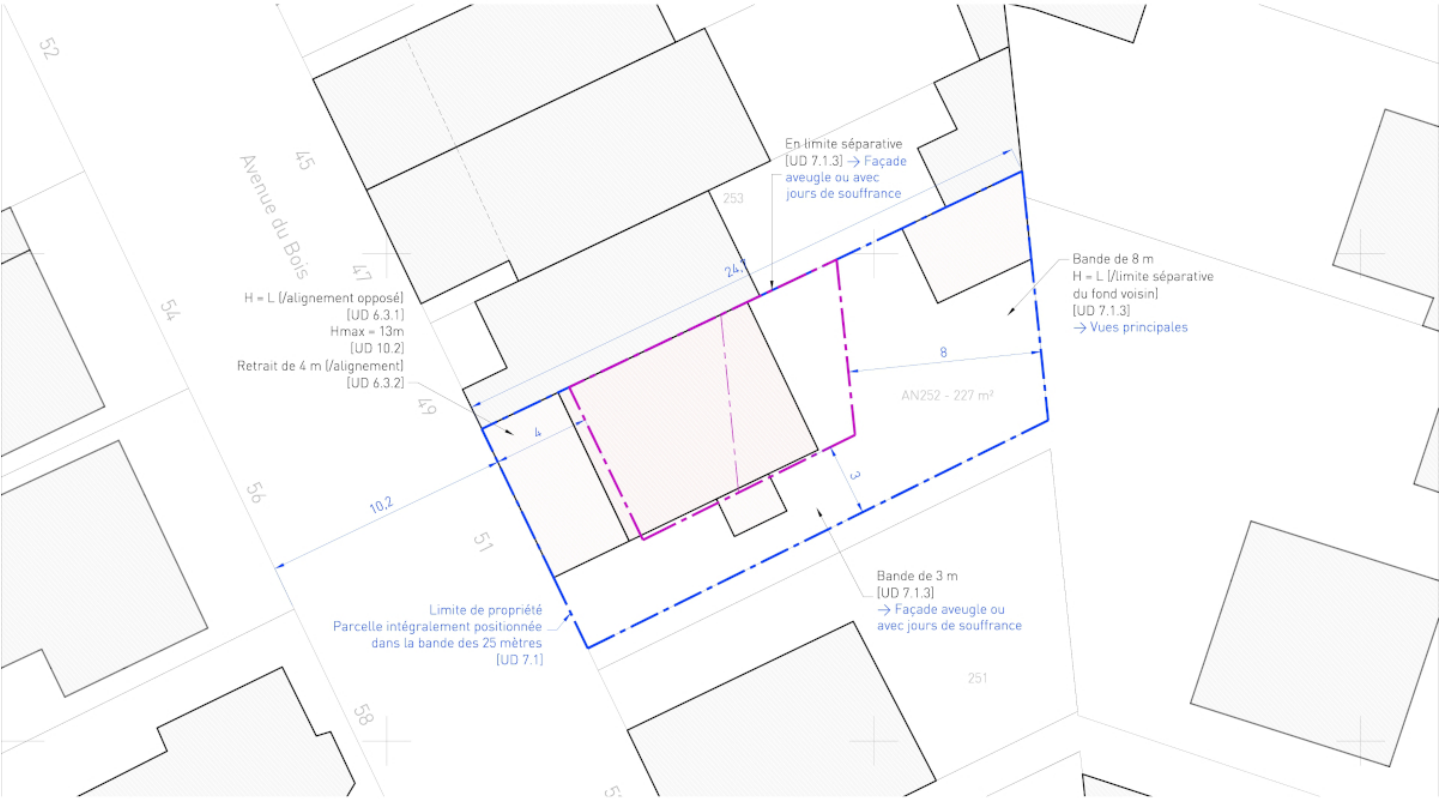 52
45
Avenue du Bois
47
54
En limite séparative
[UD 7.1.3] → Façade
aveugle ou avec
jours de souffrance
253
24,7
H = L [/alignement opposé]
[UD 6.3.1]
Hmax = 13m
[UD 10.2]
Retrait de 4 m [/alignement]
[UD 6.3.2]
Bande de 8 m
H = L [/limite séparative
du fond voisin]
[UD 7.1.3]
→ Vues principales
8
AN252 - 227 m²
49
4
10,2
3
56
51
Bande de 3 m
[UD 7.1.3]
→ Façade aveugle ou
avec jours de souffrance
Limite de propriété
Parcelle intégralement positionnée
dans la bande des 25 mètres
[UD 7.1]
251
58